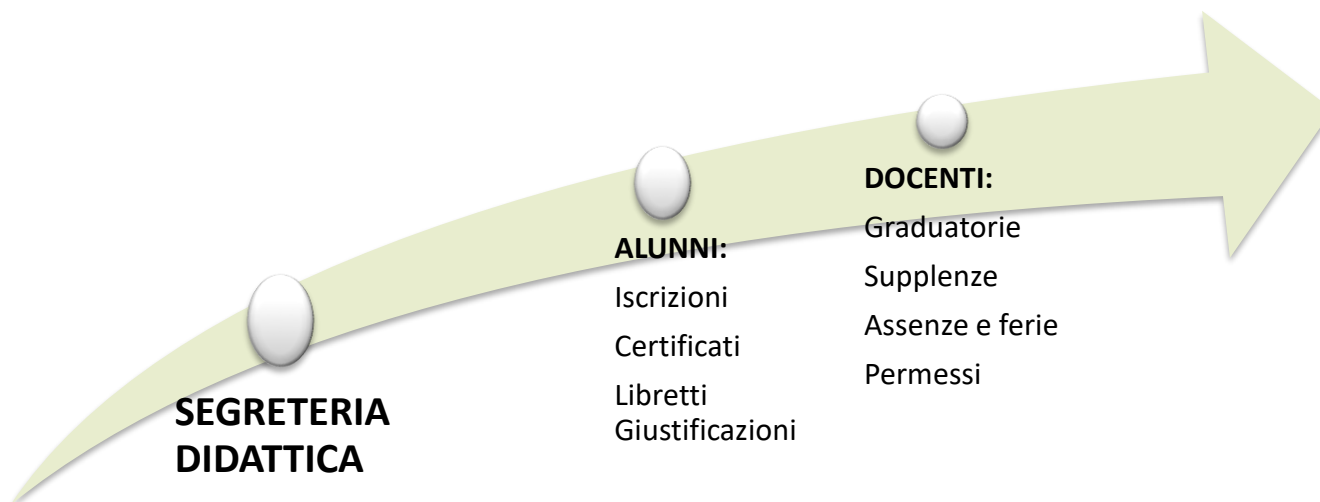 SEGRETERIA
DIDATTICA
ALUNNI:
Iscrizioni
Certificati
Libretti
Giustificazioni
DOCENTI:
Graduatorie
Supplenze
Assenze e ferie
Permessi